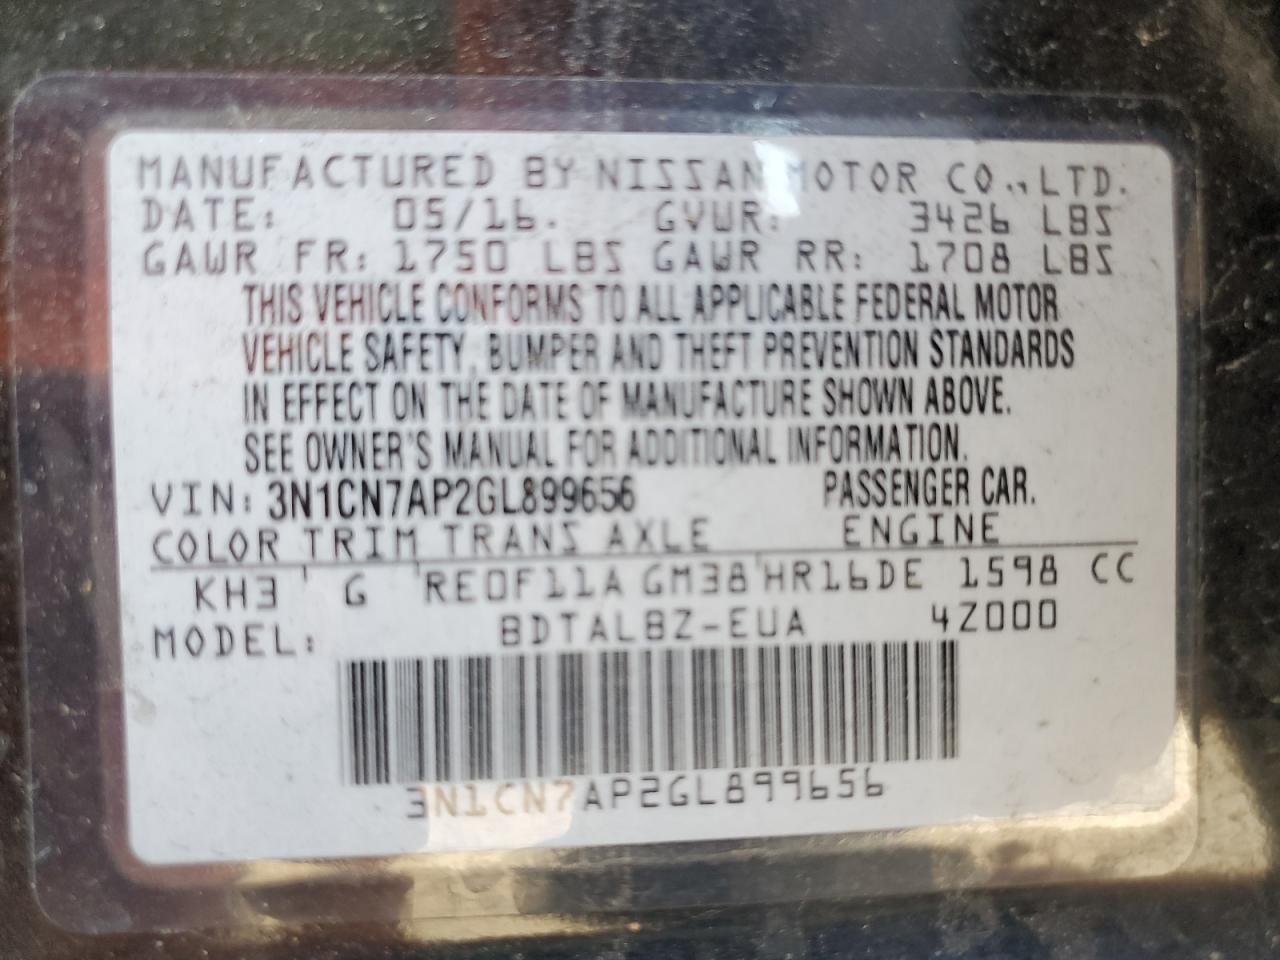 MANUFACTURED BY NISSAN MOTOR CO., LTD.
DATE: 05/16. GVWR: 3426 LBS
GAWR FR: 1750 LBS GAWR RR: 1708 LBS
THIS VEHICLE CONFORMS TO ALL APPLICABLE FEDERAL MOTOR
VEHICLE SAFETY, BUMPER AND THEFT PREVENTION STANDARDS
IN EFFECT ON THE DATE OF MANUFACTURE SHOWN ABOVE.
SEE OWNER'S MANUAL FOR ADDITIONAL INFORMATION.
VIN: 3N1CN7AP2GL899656 PASSENGER CAR.
COLOR TRIM TRANS AXLE ENGINE
KH3 G RE0F11A GM38 HR16DE 1598 CC
MODEL: BDTALBZ-EUA 4Z000
3N1CN7AP2GL899656